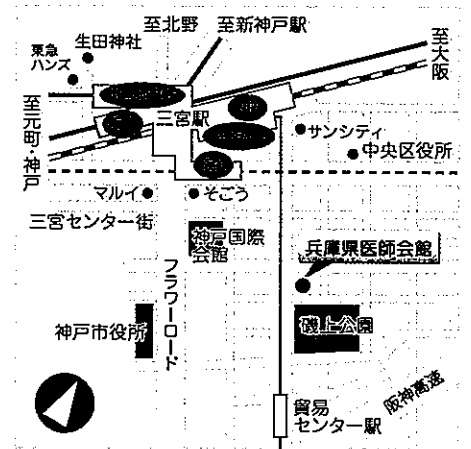 至北野
至新神戸駅
至大阪
生田神社
東急
ハンズ
三宮駅
サンシティ
中央区役所
至元町・神戸
マルイ
そごう
三宮センター街
神戸国際
会館
兵庫県医師会館
フラワーロード
神戸市役所
磯上公園
阪神高速
貿易
センター駅